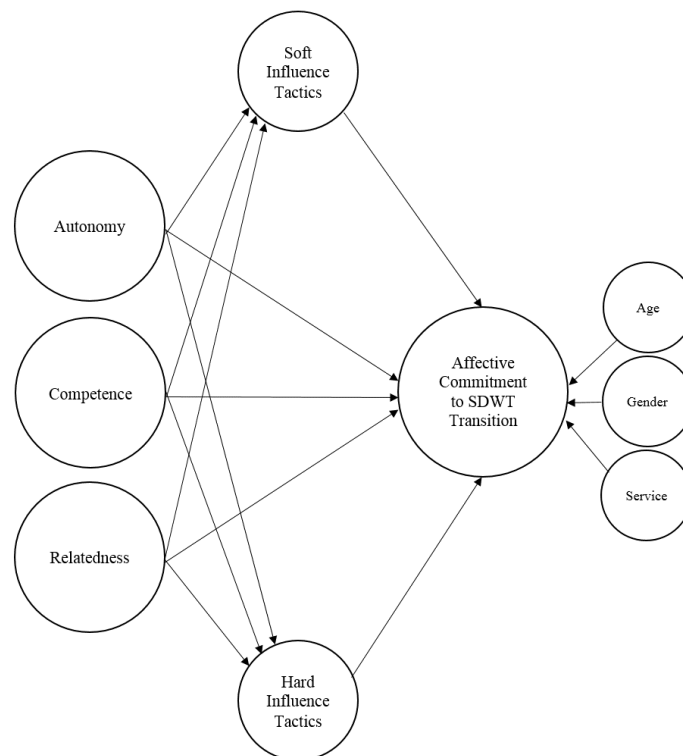 Soft
Influence
Tactics
Autonomy
Competence
Relatedness
Affective
Commitment
to SDWT
Transition
Age
Gender
Service
Hard
Influence
Tactics